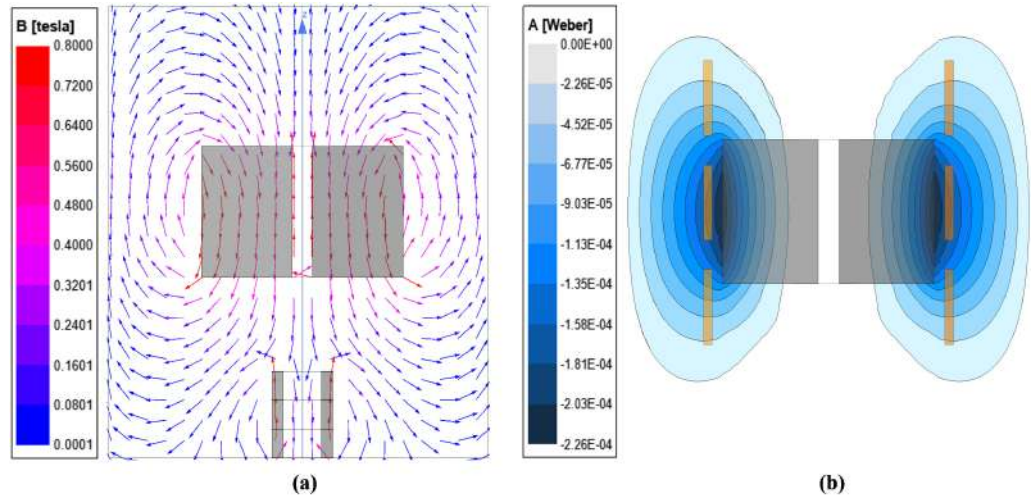 B [tesla]
0.8000
0.7200
0.6400
0.5600
0.4800
0.4000
0.3201
0.2401
0.1601
0.0801
0.0001
z
(a)
A [Weber]
0.00E+00
-2.26E-05
-4.52E-05
-6.77E-05
-9.03E-05
-1.13E-04
-1.35E-04
-1.58E-04
-1.81E-04
-2.03E-04
-2.26E-04
(b)